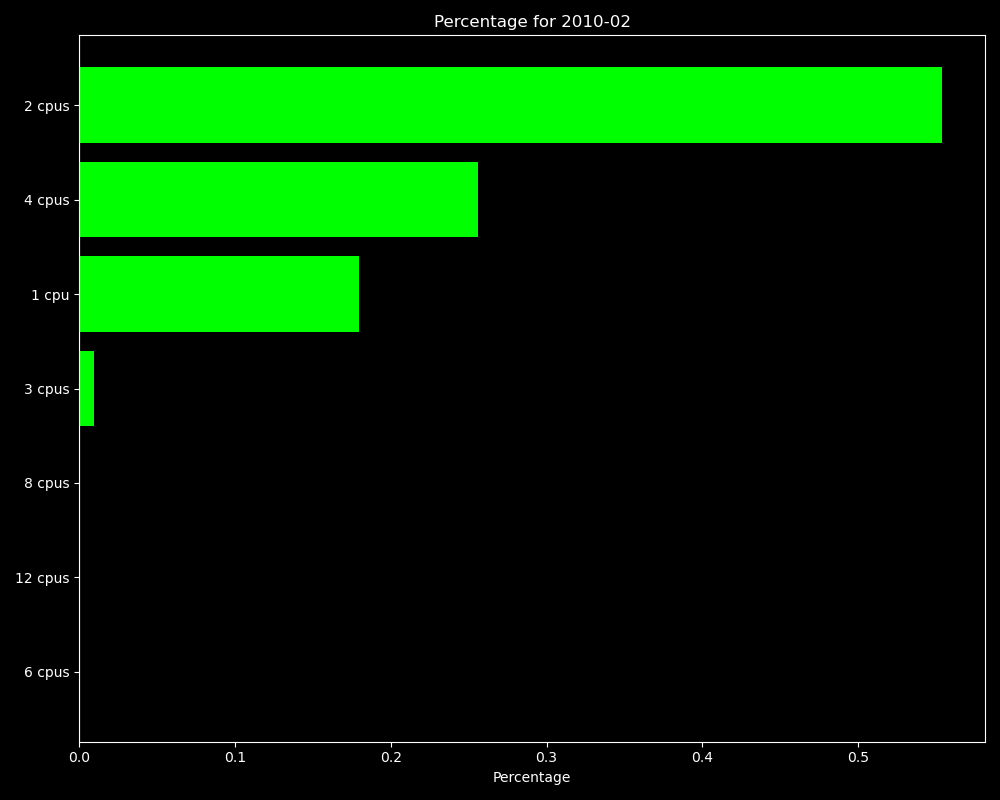 Percentage for 2010-02
2 cpus
4 cpus
1 cpu
3 cpus
8 cpus
12 cpus
6 cpus
0.0 0.1 0.2 0.3 0.4 0.5
Percentage